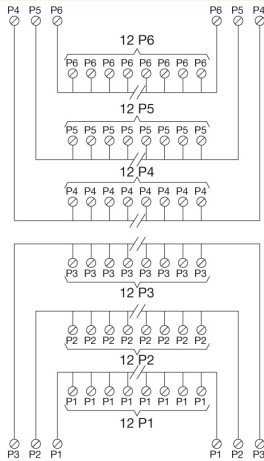 P4 P5 P6 P6 P5 P4
12 P6
P6 P6 P6 P6 P6 P6 P6 P6
12 P5
P5 P5 P5 P5 P5 P5 P5 P5
12 P4
P4 P4 P4 P4 P4 P4 P4 P4
P3 P3 P3 P3 P3 P3 P3 P3
12 P3
P2 P2 P2 P2 P2 P2 P2 P2
12 P2
P1 P1 P1 P1 P1 P1 P1 P1
12 P1
P3 P2 P1 P1 P2 P3